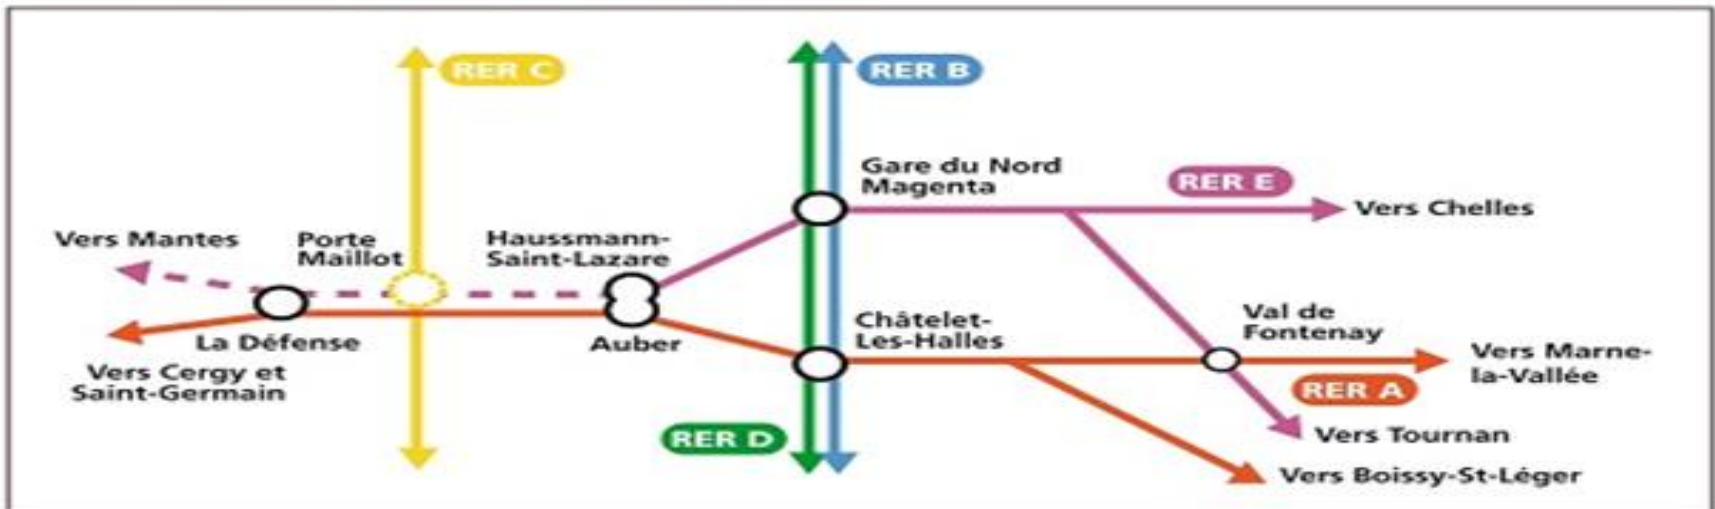 RER C
RER B
Gare du Nord
Magenta
RER E
Vers Chelles
Vers Mantes
Porte
Maillot
Haussmann-
Saint-Lazare
La Défense
Auber
Châtelet-
Les-Halles
Val de
Fontenay
Vers Marne-
la-Vallée
Vers Cergy et
Saint-Germain
RER A
RER D
Vers Tournan
Vers Boissy-St-Léger